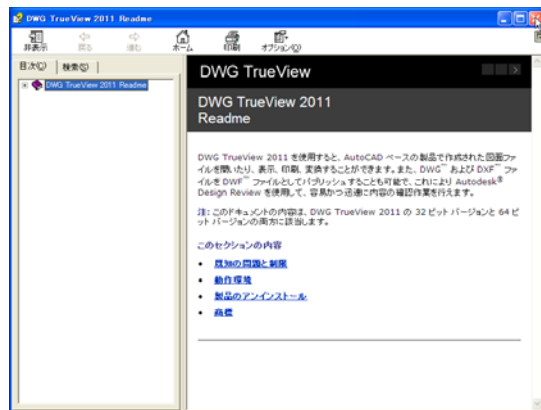 DWG TrueView 2011 Readme
非表示 戻る 進む ホーム 印刷 オプション(O)
目次(C) 検索(S)
DWG TrueView 2011 Readme
DWG TrueView
DWG TrueView 2011
Readme
DWG TrueView 2011 を使用すると、AutoCAD ベースの製品で作成された図面ファ
イルを開いたり、表示、印刷、変換することができます。また、DWG™ および DXF™ ファ
イルを DWF™ ファイルとしてパブリッシュすることも可能で、これにより Autodesk®
Design Review を使用して、容易かつ迅速に内容の確認作業を行えます。
注: このドキュメントの内容は、DWG TrueView 2011 の 32 ビット バージョンと 64 ビ
ット バージョンの両方に該当します。
このセクションの内容
• 既知の問題と制限
• 動作環境
• 製品のアンインストール
• 商標